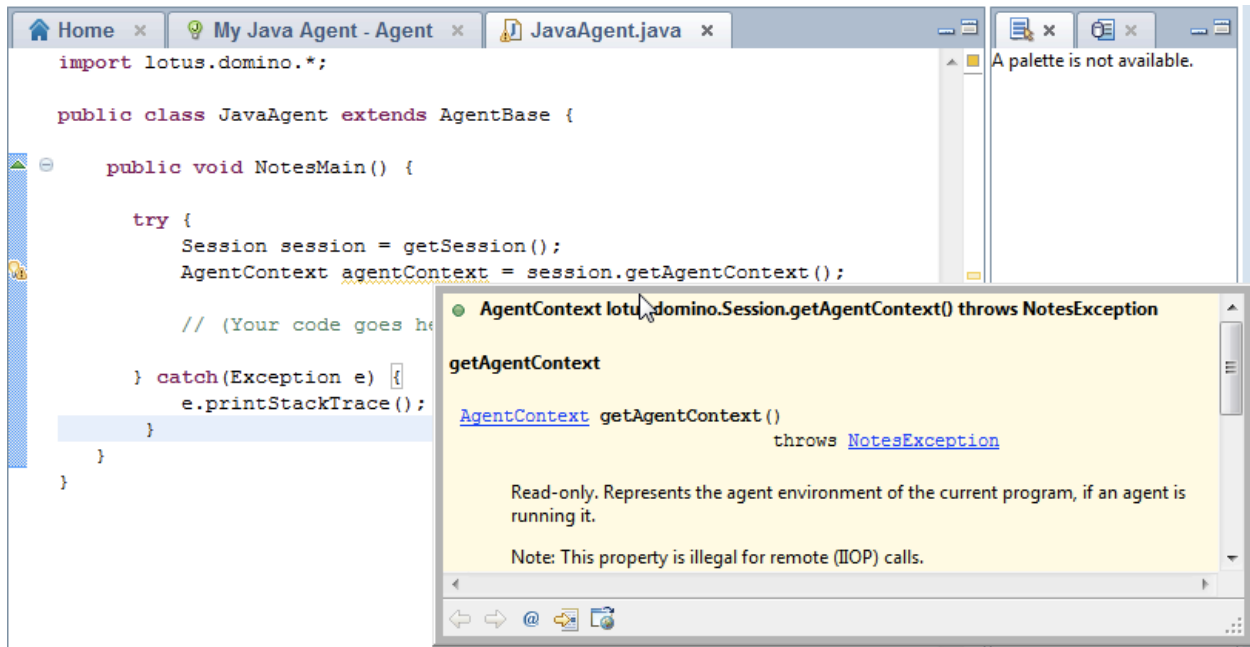 Home
My Java Agent - Agent
JavaAgent.java
import lotus.domino.*;
A palette is not available.
public class JavaAgent extends AgentBase {
public void NotesMain() {
try {
Session session = getSession();
AgentContext agentContext = session.getAgentContext();
// (Your code goes
} catch(Exception e) {
e.printStackTrace();
}
}
}
AgentContext lotus.domino.Session.getAgentContext() throws NotesException
getAgentContext
AgentContext getAgentContext()
throws NotesException
Read-only. Represents the agent environment of the current program, if an agent is
running it.
Note: This property is illegal for remote (IIOP) calls.